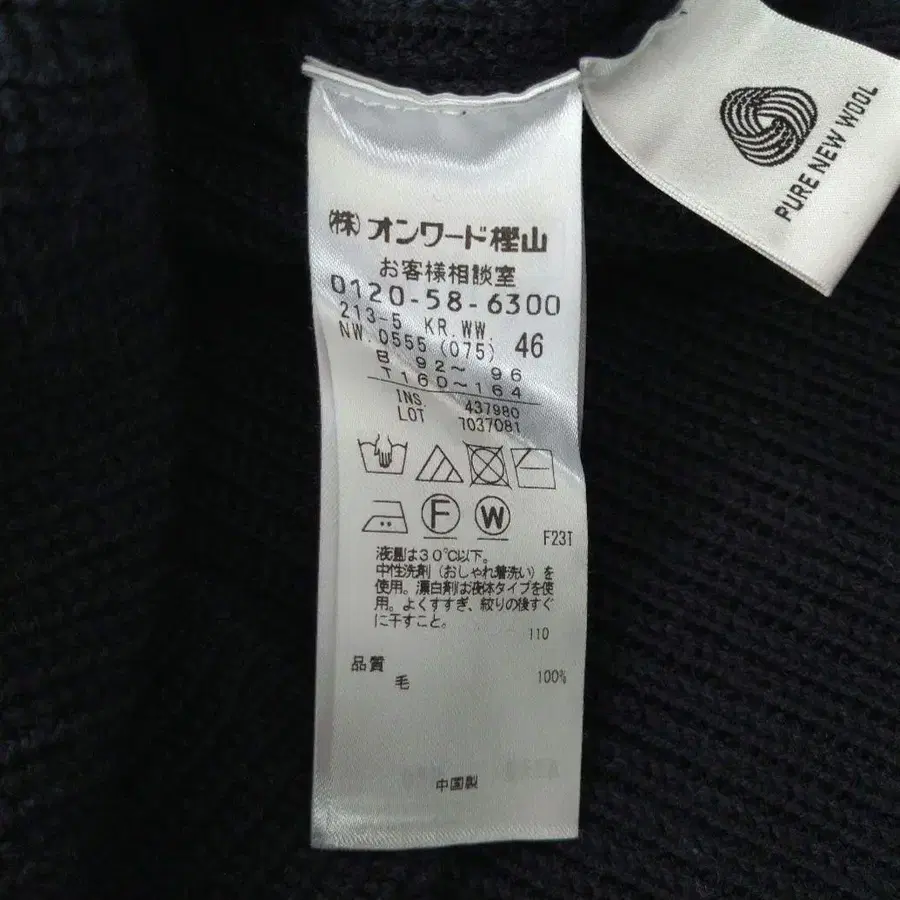 PURE NEW WOOL
(株)オンワード樫山
お客様相談室
0120-58-6300
213-5 KR.WW.
NW.0555 (075) 46
B 92～ 96
T160～164
INS. 437980
LOT 7037081
F W
F23T
液温は30℃以下。
中性洗剤（おしゃれ着洗い）を
使用。漂白剤は液体タイプを使
用。よくすすぎ、絞りの後すぐ
に干すこと。
110
品質
毛 100%
中国製